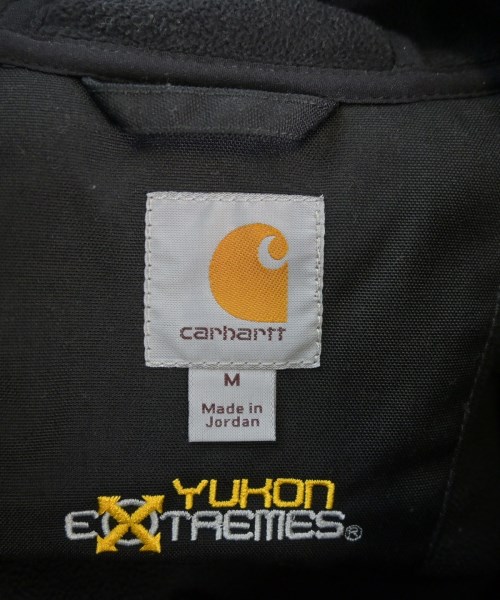 carhartt
M
Made in
Jordan
YUKON
EXTREMES®